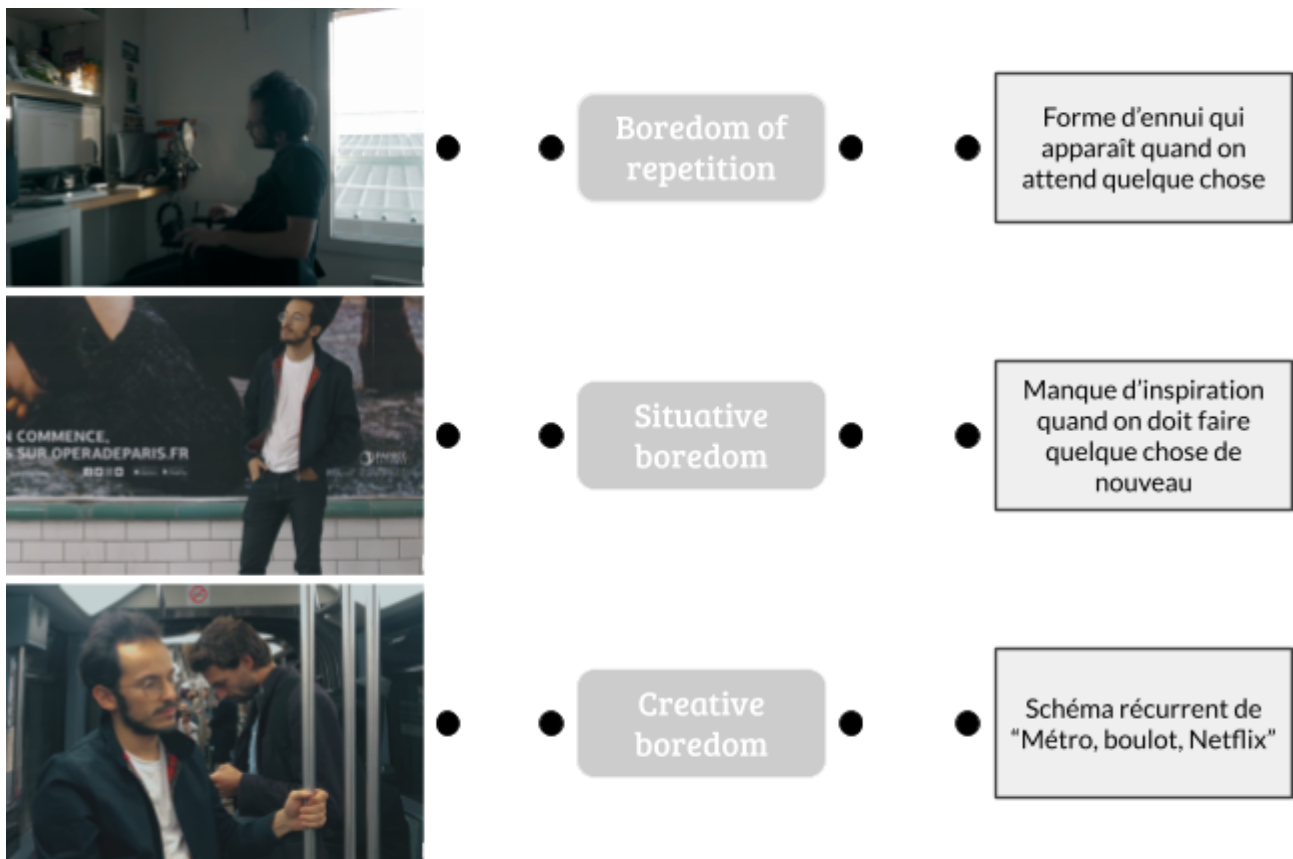 Boredom of
repetition
Forme d’ennui qui
apparaît quand on
attend quelque chose
COMMENCE,
SUR OPERADEPARIS.FR
Situative
boredom
Manque d’inspiration
quand on doit faire
quelque chose de
nouveau
Creative
boredom
Schéma récurrent de
“Métro, boulot, Netflix”